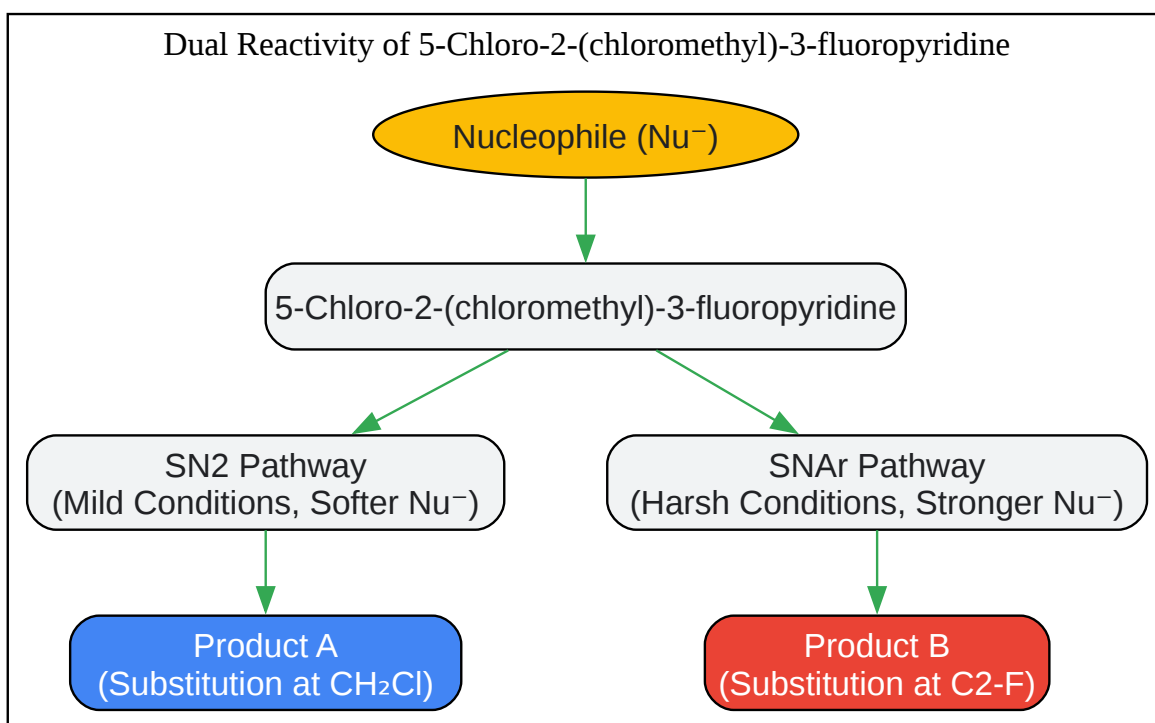 Dual Reactivity of 5-Chloro-2-(chloromethyl)-3-fluoropyridine
Nucleophile (Nu⁻)
5-Chloro-2-(chloromethyl)-3-fluoropyridine
SN2 Pathway
(Mild Conditions, Softer Nu⁻)
SNAr Pathway
(Harsh Conditions, Stronger Nu⁻)
Product A
(Substitution at CH₂Cl)
Product B
(Substitution at C2-F)